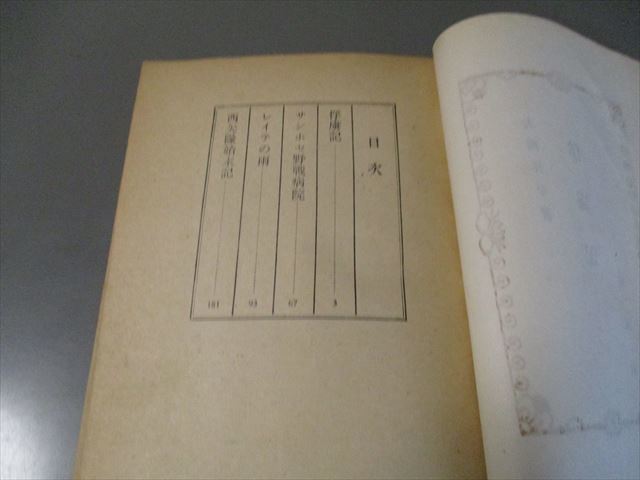 目次
俘虜記 3
サンホセ野戰病院 67
レイテの雨 93
西矢隊始末記 181